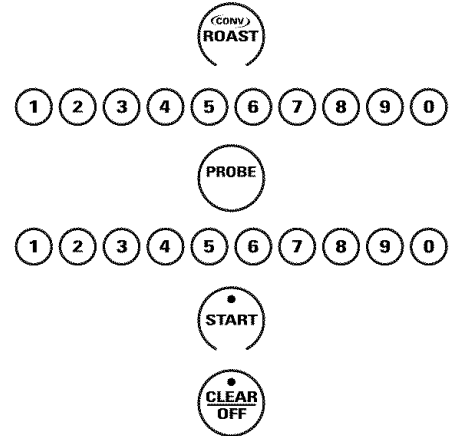 (CONV)
ROAST
1 2 3 4 5 6 7 8 9 0
PROBE
1 2 3 4 5 6 7 8 9 0
START
CLEAR
OFF